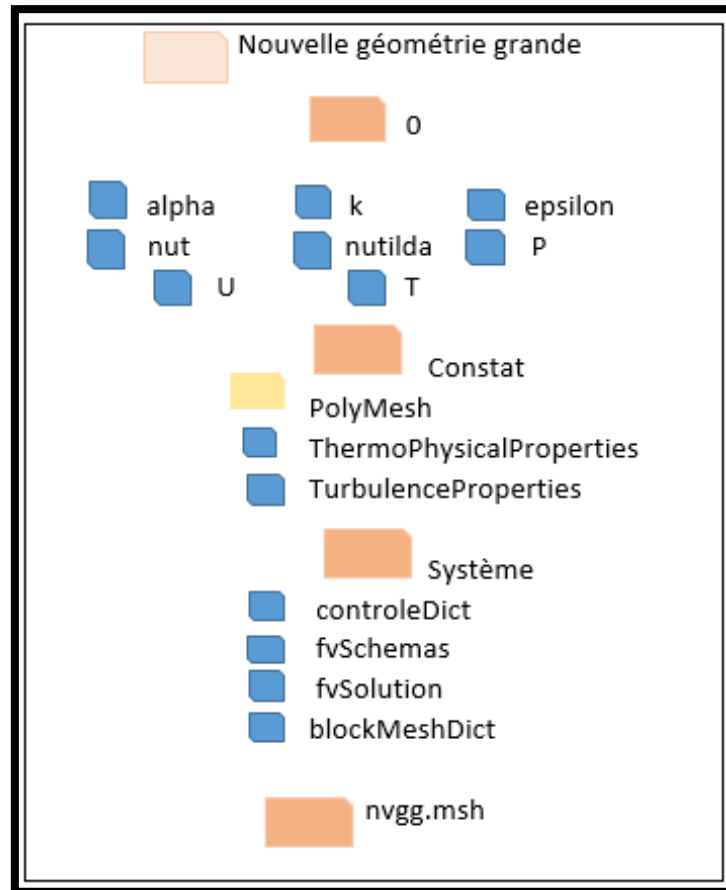 Nouvelle géométrie grande
0
alpha k epsilon
nut nutilda P
U T
Constat
PolyMesh
ThermoPhysicalProperties
TurbulenceProperties
Système
controleDict
fvSchemas
fvSolution
blockMeshDict
nvgg.msh